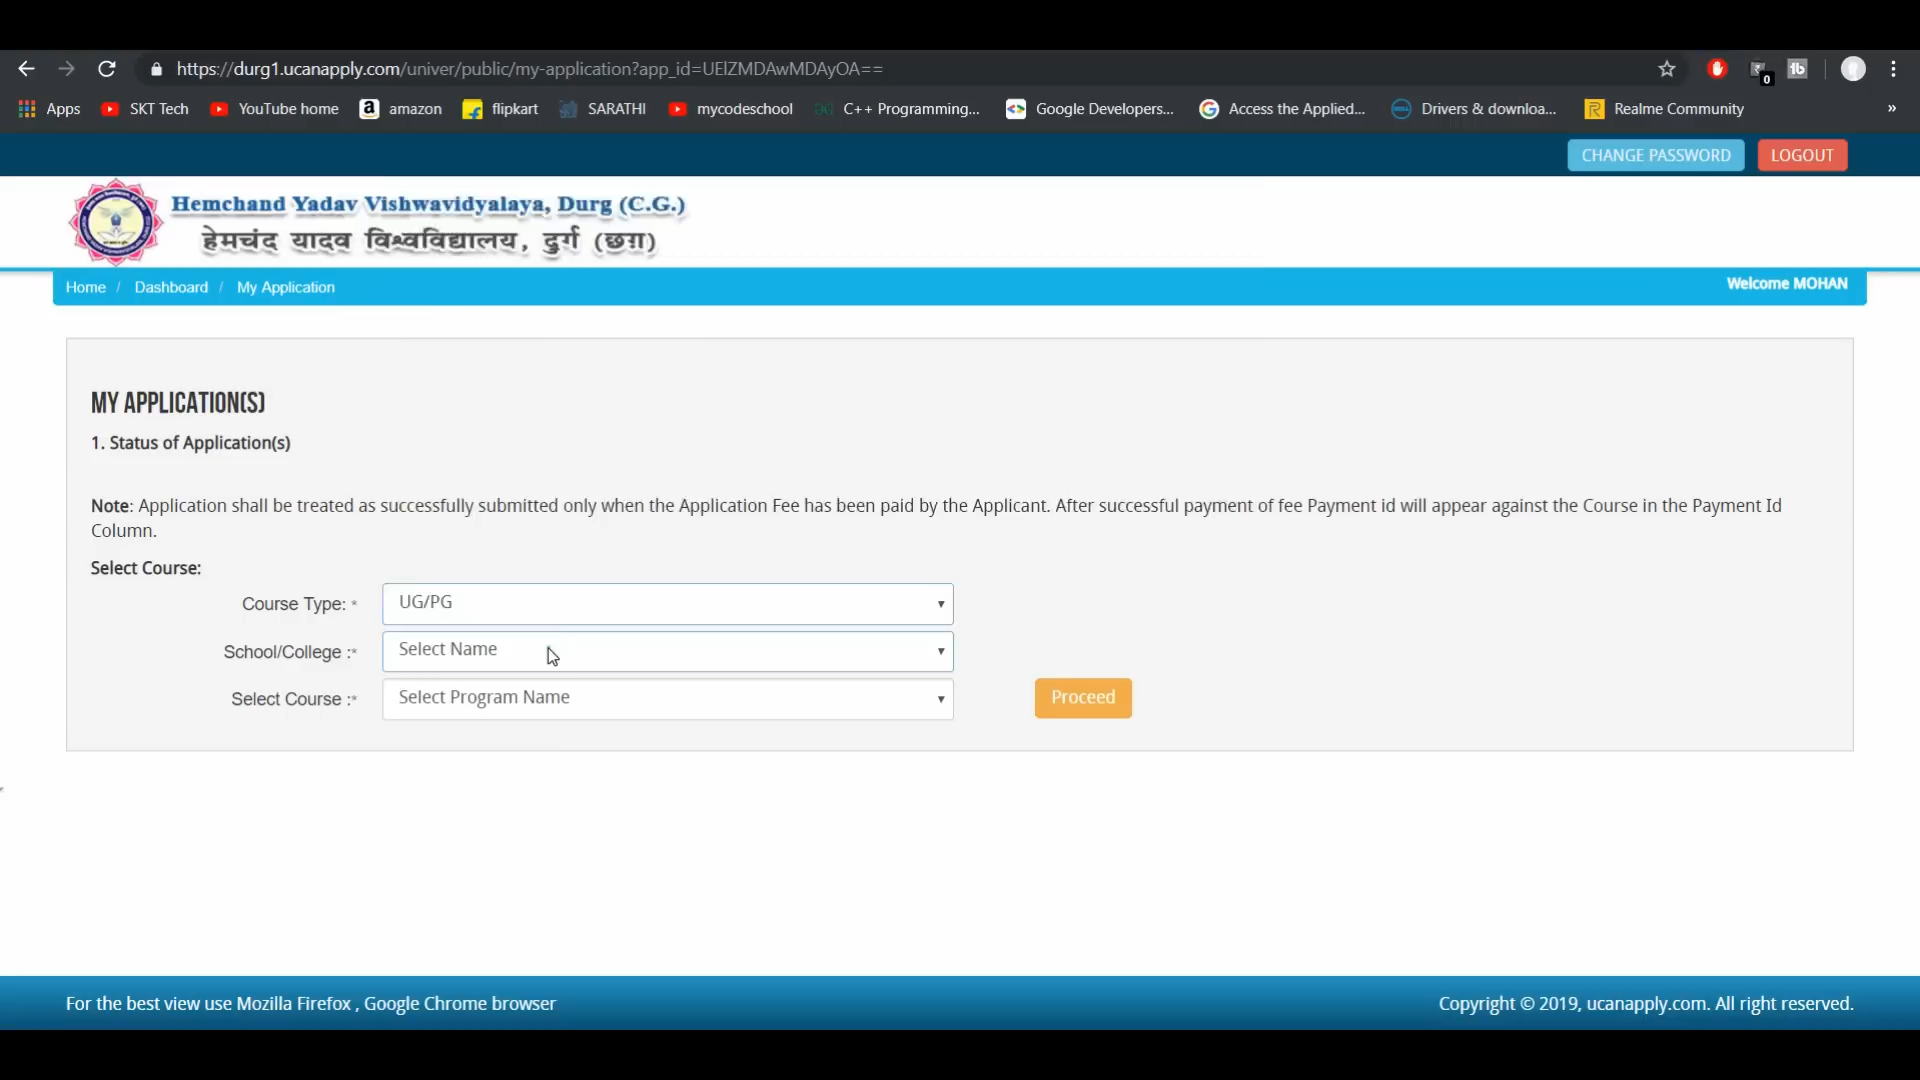 https://durg1.ucanapply.com/univer/public/my-application?app_id=UElZMDAwMDAyOA==
0
Apps SKT Tech YouTube home amazon flipkart SARATHI mycodeschool C++ Programming... Google Developers... Access the Applied... Drivers & downloa... Realme Community »
CHANGE PASSWORD LOGOUT
Hemchand Yadav Vishwavidyalaya, Durg (C.G.)
हेमचंद यादव विश्वविद्यालय, दुर्ग (छग़)
Home / Dashboard / My Application Welcome MOHAN
MY APPLICATION(S)
1. Status of Application(s)
Note: Application shall be treated as successfully submitted only when the Application Fee has been paid by the Applicant. After successful payment of fee Payment id will appear against the Course in the Payment Id
Column.
Select Course:
Course Type: * UG/PG
School/College :* Select Name
Select Course :* Select Program Name Proceed
For the best view use Mozilla Firefox , Google Chrome browser Copyright © 2019, ucanapply.com. All right reserved.